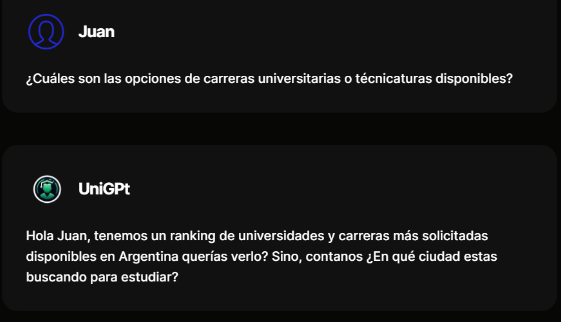 Juan
¿Cuáles son las opciones de carreras universitarias o técnicaturas disponibles?
UniGPt
Hola Juan, tenemos un ranking de universidades y carreras más solicitadas
disponibles en Argentina querías verlo? Sino, contanos ¿En qué ciudad estas
buscando para estudiar?